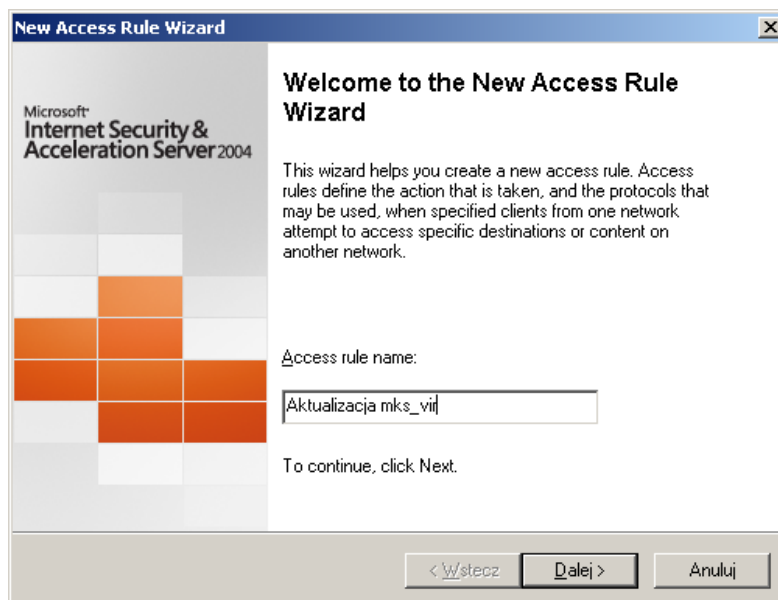 New Access Rule Wizard
Microsoft
Internet Security &
Acceleration Server 2004
Welcome to the New Access Rule
Wizard
This wizard helps you create a new access rule. Access
rules define the action that is taken, and the protocols that
may be used, when specified clients from one network
attempt to access specific destinations or content on
another network.
Access rule name:
Aktualizacja mks_vir
To continue, click Next.
< Wstecz
Dalej >
Anuluj